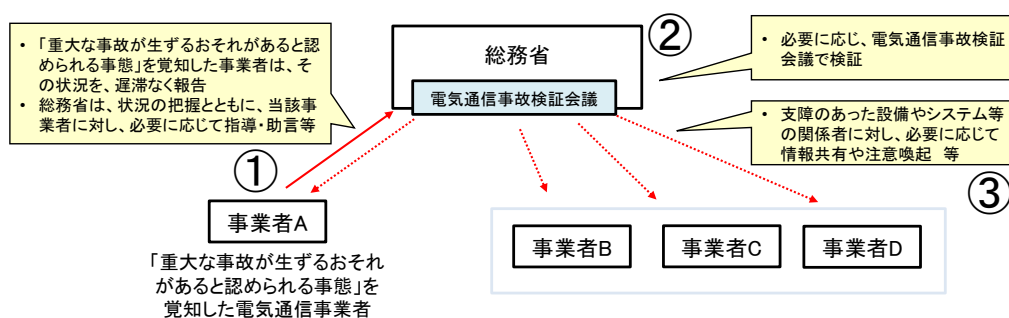 • 「重大な事故が生ずるおそれがあると認
められる事態」を覚知した事業者は、そ
の状況を、遅滞なく報告
• 総務省は、状況の把握とともに、当該事
業者に対し、必要に応じて指導・助言等
総務省
電気通信事故検証会議
②
• 必要に応じ、電気通信事故検証
会議で検証
• 支障のあった設備やシステム等
の関係者に対し、必要に応じて
情報共有や注意喚起 等
③
①
事業者A
「重大な事故が生ずるおそれ
があると認められる事態」を
覚知した電気通信事業者
事業者B
事業者C
事業者D